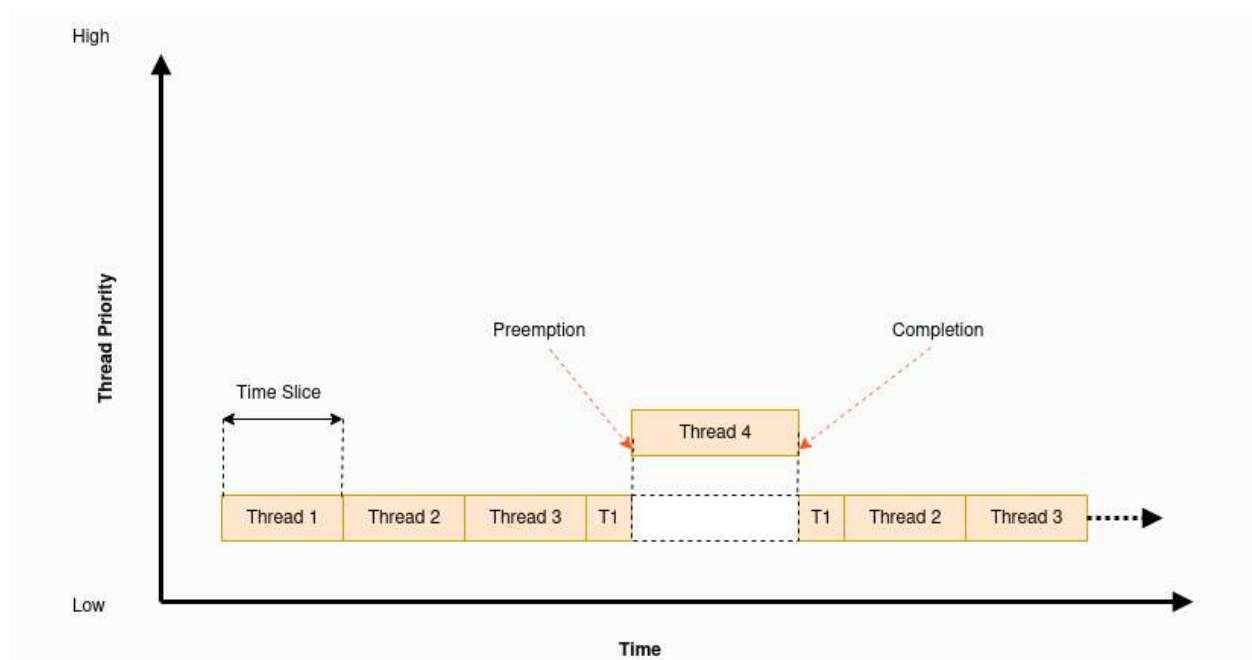 High
Thread Priority
Preemption
Completion
Time Slice
Thread 4
Thread 1
Thread 2
Thread 3
T1
T1
Thread 2
Thread 3
Low
Time